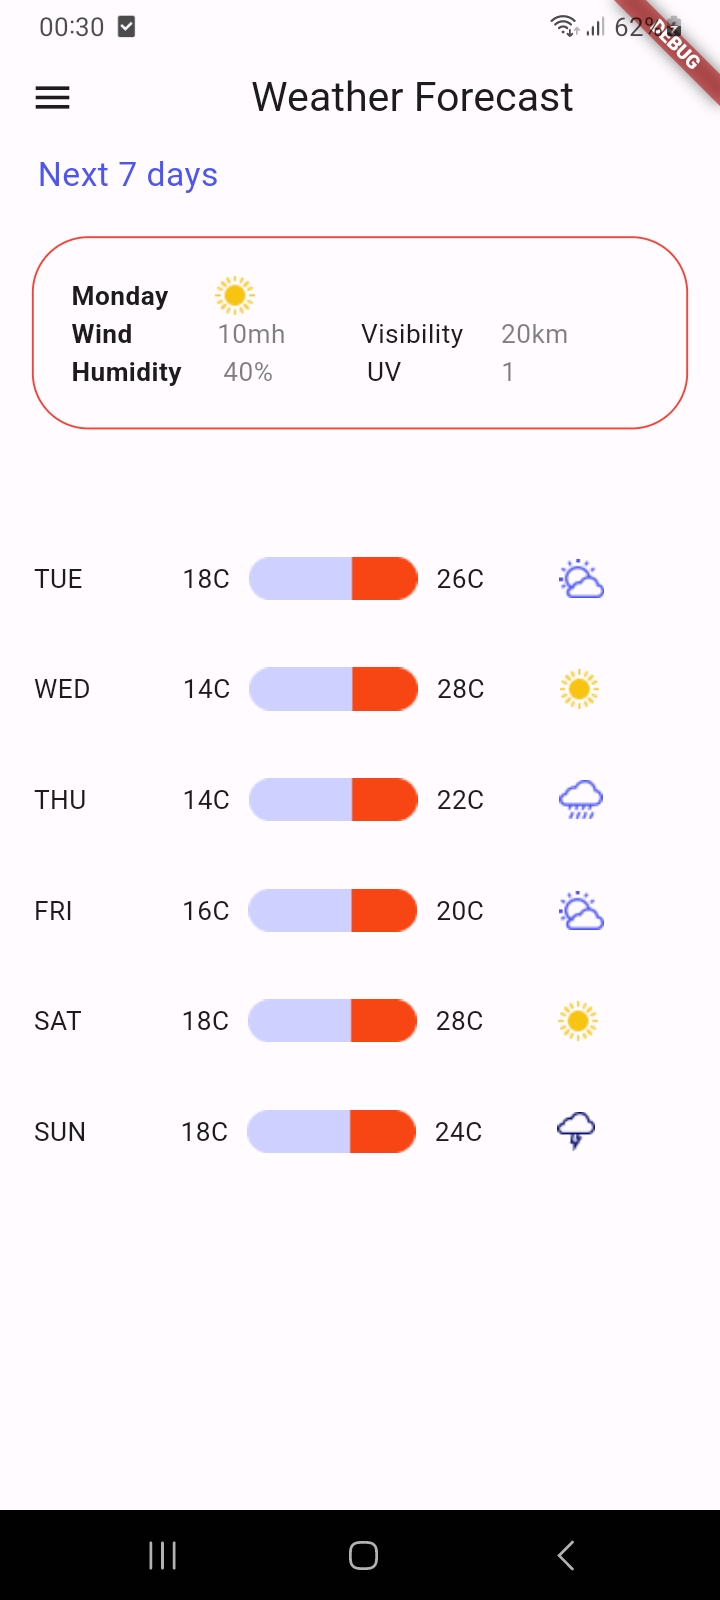 00:30 62%
DEBUG
Weather Forecast
Next 7 days
Monday
Wind 10mh Visibility 20km
Humidity 40% UV 1
TUE 18C 26C
WED 14C 28C
THU 14C 22C
FRI 16C 20C
SAT 18C 28C
SUN 18C 24C